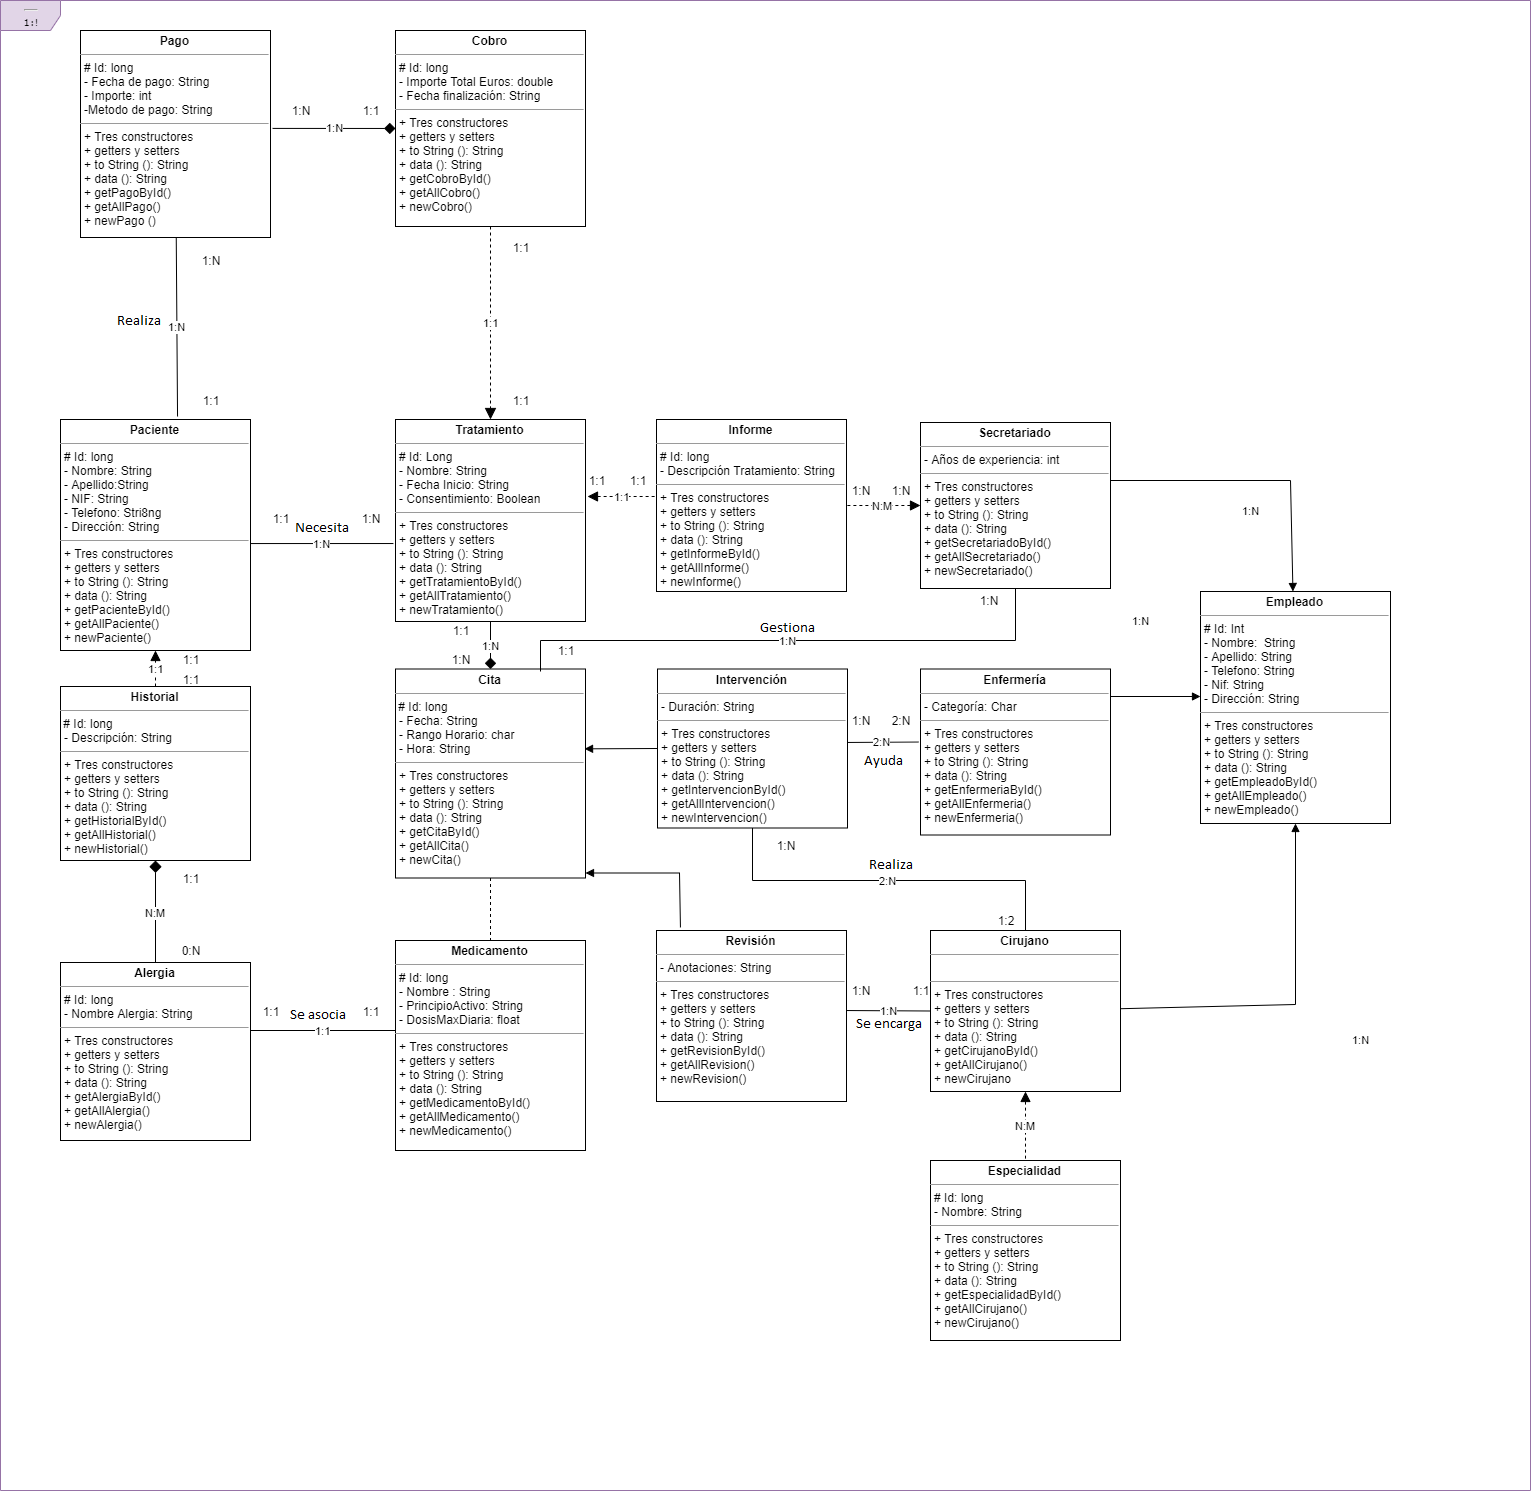 1:!
Pago
# Id: long
- Fecha de pago: String
- Importe: int
-Metodo de pago: String
+ Tres constructores
+ getters y setters
+ to String (): String
+ data (): String
+ getPagoById()
+ getAllPago()
+ newPago ()
1:N
1:1
1:N
Cobro
# Id: long
- Importe Total Euros: double
- Fecha finalización: String
+ Tres constructores
+ getters y setters
+ to String (): String
+ data (): String
+ getCobroById()
+ getAllCobro()
+ newCobro()
1:N
Realiza
1:N
1:1
1:1
1:1
1:1
Paciente
# Id: long
- Nombre: String
- Apellido:String
- NIF: String
- Telefono: Stri8ng
- Dirección: String
+ Tres constructores
+ getters y setters
+ to String (): String
+ data (): String
+ getPacienteById()
+ getAllPaciente()
+ newPaciente()
1:1
Necesita
1:N
1:N
Tratamiento
# Id: Long
- Nombre: String
- Fecha Inicio: String
- Consentimiento: Boolean
+ Tres constructores
+ getters y setters
+ to String (): String
+ data (): String
+ getTratamientoById()
+ getAllTratamiento()
+ newTratamiento()
1:1
1:1
1:1
Informe
# Id: long
- Descripción Tratamiento: String
+ Tres constructores
+ getters y setters
+ to String (): String
+ data (): String
+ getInformeById()
+ getAllInforme()
+ newInforme()
1:N
1:N
N:M
Secretariado
- Años de experiencia: int
+ Tres constructores
+ getters y setters
+ to String (): String
+ data (): String
+ getSecretariadoById()
+ getAllSecretariado()
+ newSecretariado()
1:N
1:N
1:N
Gestiona
1:N
1:1
Empleado
# Id: Int
- Nombre:  String
- Apellido: String
- Telefono: String
- Nif: String
- Dirección: String
+ Tres constructores
+ getters y setters
+ to String (): String
+ data (): String
+ getEmpleadoById()
+ getAllEmpleado()
+ newEmpleado()
1:1
1:1
1:1
1:1
1:N
1:N
Historial
# Id: long
- Descripción: String
+ Tres constructores
+ getters y setters
+ to String (): String
+ data (): String
+ getHistorialById()
+ getAllHistorial()
+ newHistorial()
Cita
# Id: long
- Fecha: String
- Rango Horario: char
- Hora: String
+ Tres constructores
+ getters y setters
+ to String (): String
+ data (): String
+ getCitaById()
+ getAllCita()
+ newCita()
Intervención
- Duración: String
+ Tres constructores
+ getters y setters
+ to String (): String
+ data (): String
+ getIntervencionById()
+ getAllIntervencion()
+ newIntervencion()
1:N
2:N
2:N
Ayuda
Enfermería
- Categoría: Char
+ Tres constructores
+ getters y setters
+ to String (): String
+ data (): String
+ getEnfermeriaById()
+ getAllEnfermeria()
+ newEnfermeria()
1:N
Realiza
2:N
1:2
1:1
N:M
0:N
Alergia
# Id: long
- Nombre Alergia: String
+ Tres constructores
+ getters y setters
+ to String (): String
+ data (): String
+ getAlergiaById()
+ getAllAlergia()
+ newAlergia()
1:1
Se asocia
1:1
1:1
Medicamento
# Id: long
- Nombre : String
- PrincipioActivo: String
- DosisMaxDiaria: float
+ Tres constructores
+ getters y setters
+ to String (): String
+ data (): String
+ getMedicamentoById()
+ getAllMedicamento()
+ newMedicamento()
Revisión
- Anotaciones: String
+ Tres constructores
+ getters y setters
+ to String (): String
+ data (): String
+ getRevisionById()
+ getAllRevision()
+ newRevision()
1:N
1:1
1:N
Se encarga
Cirujano
+ Tres constructores
+ getters y setters
+ to String (): String
+ data (): String
+ getCirujanoById()
+ getAllCirujano()
+ newCirujano
1:N
N:M
Especialidad
# Id: long
- Nombre: String
+ Tres constructores
+ getters y setters
+ to String (): String
+ data (): String
+ getEspecialidadById()
+ getAllCirujano()
+ newCirujano()